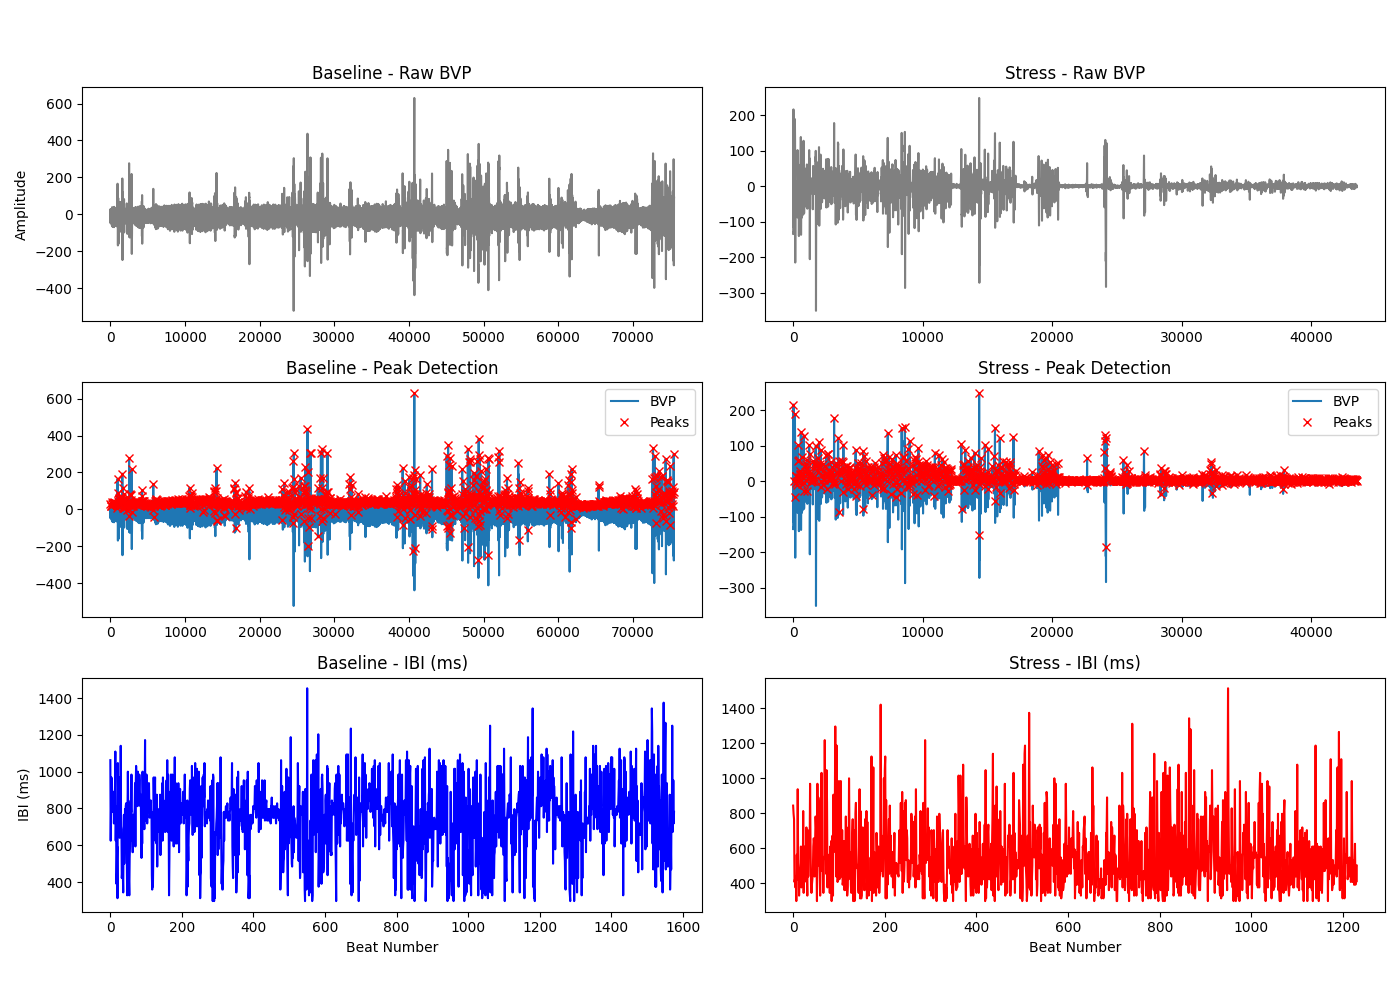 Baseline - Raw BVP
Stress - Raw BVP
Amplitude
600
400
200
0
−200
−400
0 10000 20000 30000 40000 50000 60000 70000
200
100
0
−100
−200
−300
0 10000 20000 30000 40000
Baseline - Peak Detection
Stress - Peak Detection
BVP
Peaks
600
400
200
0
−200
−400
0 10000 20000 30000 40000 50000 60000 70000
BVP
Peaks
200
100
0
−100
−200
−300
0 10000 20000 30000 40000
Baseline - IBI (ms)
Stress - IBI (ms)
IBI (ms)
1400
1200
1000
800
600
400
0 200 400 600 800 1000 1200 1400 1600
Beat Number
1400
1200
1000
800
600
400
0 200 400 600 800 1000 1200
Beat Number